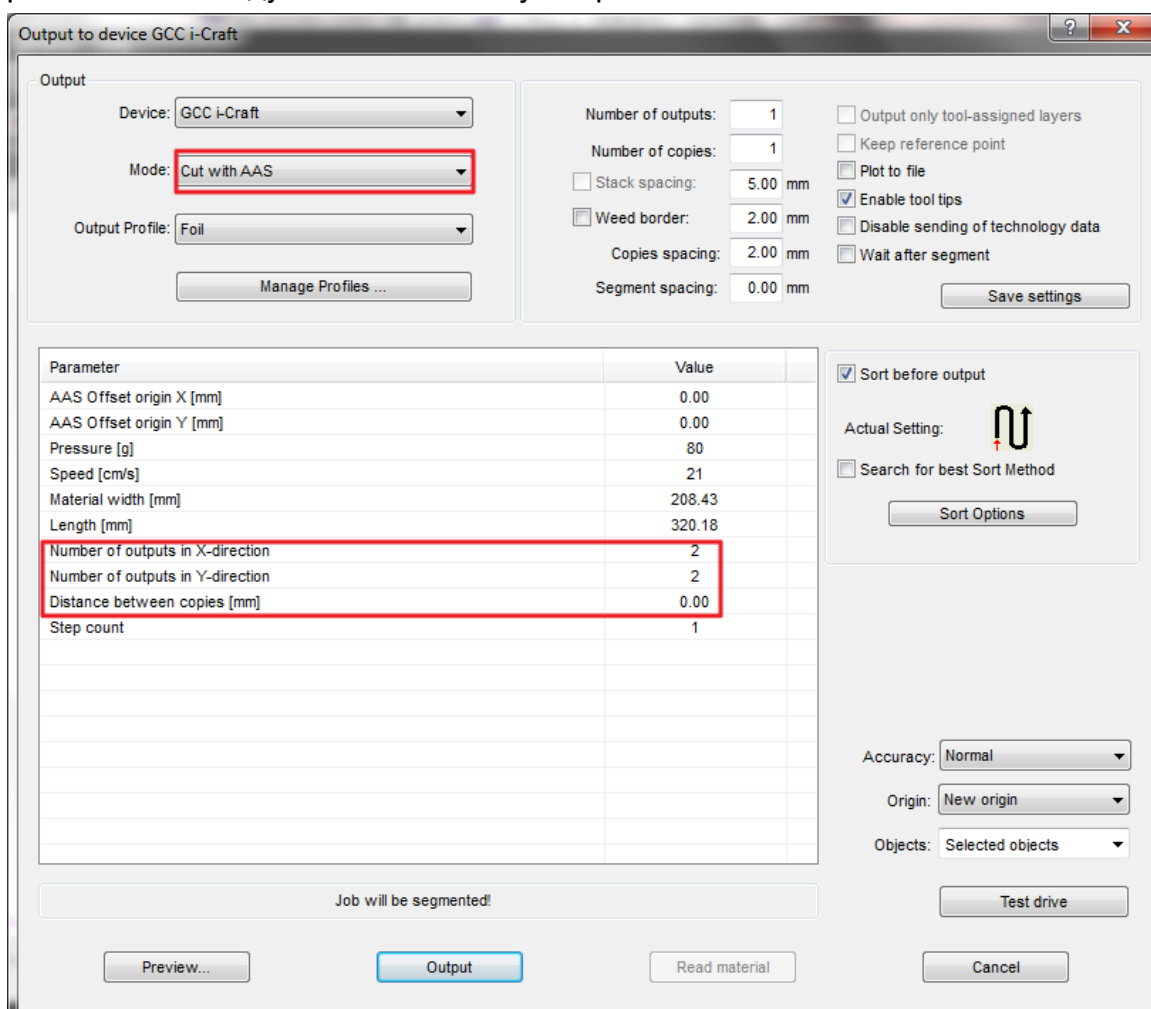 Output to device GCC i-Craft
Output
Device: GCC i-Craft
Mode: Cut with AAS
Output Profile: Foil
Manage Profiles ...
Number of outputs: 1
Number of copies: 1
Stack spacing: 5.00 mm
Weed border: 2.00 mm
Copies spacing: 2.00 mm
Segment spacing: 0.00 mm
Output only tool-assigned layers
Keep reference point
Plot to file
Enable tool tips
Disable sending of technology data
Wait after segment
Save settings
Parameter Value
AAS Offset origin X [mm] 0.00
AAS Offset origin Y [mm] 0.00
Pressure [g] 80
Speed [cm/s] 21
Material width [mm] 208.43
Length [mm] 320.18
Number of outputs in X-direction 2
Number of outputs in Y-direction 2
Distance between copies [mm] 0.00
Step count 1
Sort before output
Actual Setting:
Search for best Sort Method
Sort Options
Accuracy: Normal
Origin: New origin
Objects: Selected objects
Job will be segmented!
Test drive
Preview...
Output
Read material
Cancel